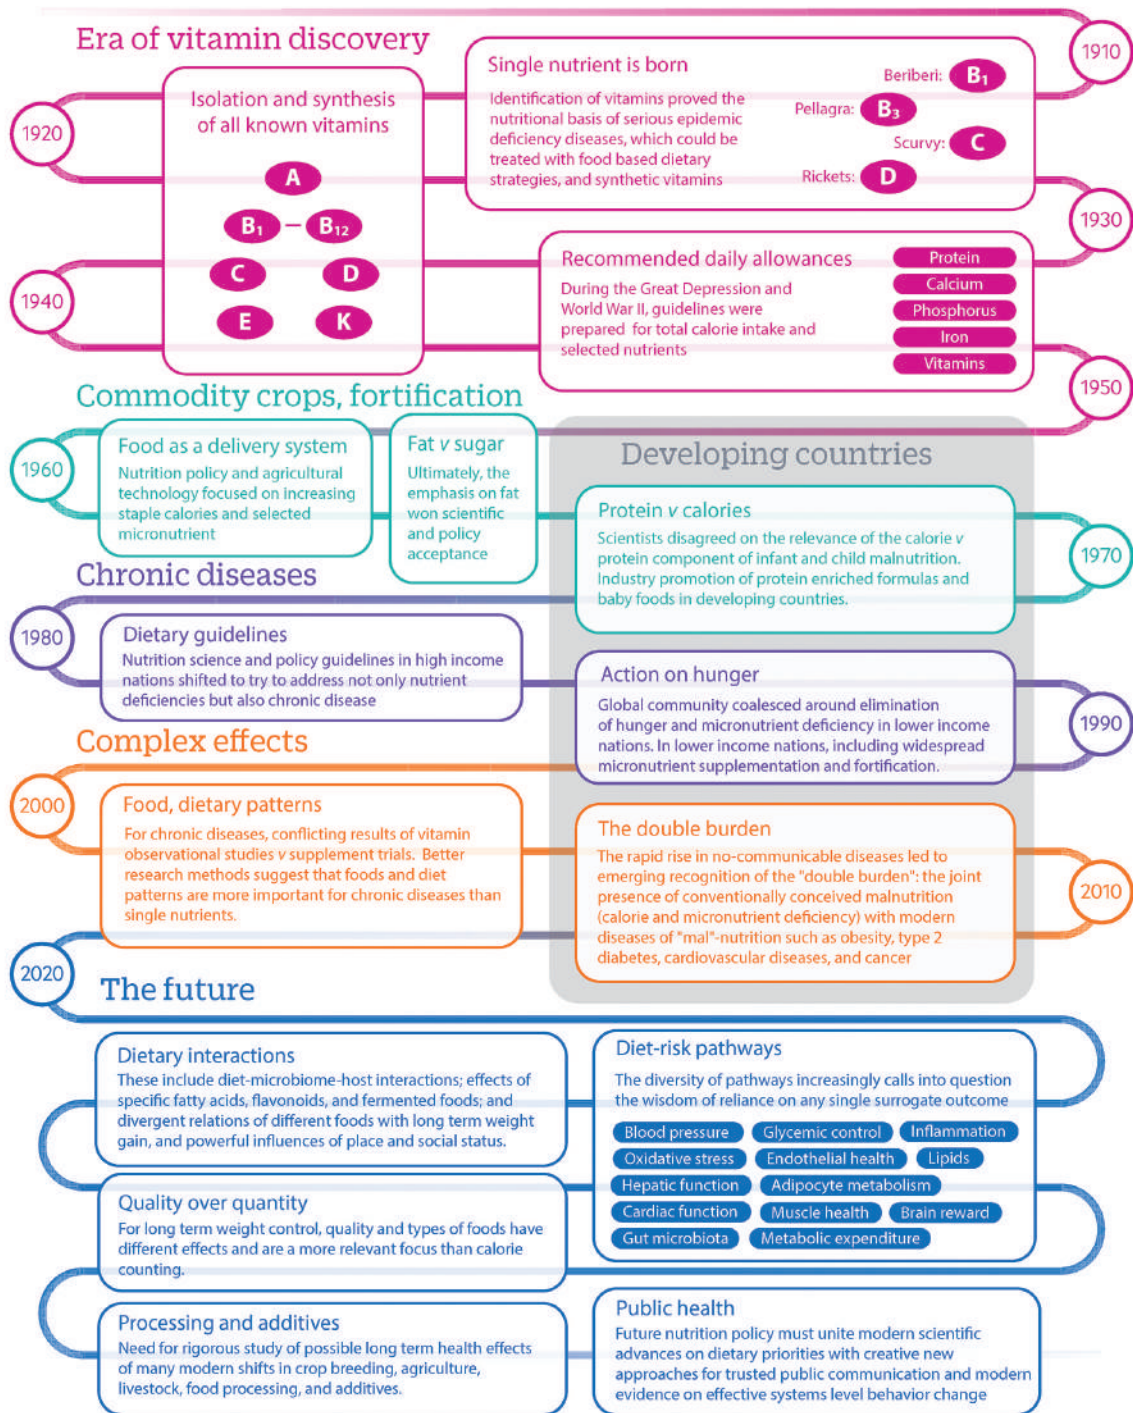 Era of vitamin discovery
1910
Single nutrient is born
Identification of vitamins proved the
nutritional basis of serious epidemic
deficiency diseases, which could be
treated with food based dietary
strategies, and synthetic vitamins
Beriberi: B1
Pellagra: B3
Scurvy: C
Rickets: D
1920
Isolation and synthesis
of all known vitamins
A
B1 – B12
C D
E K
1930
Recommended daily allowances
During the Great Depression and
World War II, guidelines were
prepared for total calorie intake and
selected nutrients
Protein
Calcium
Phosphorus
Iron
Vitamins
1940
1950
Commodity crops, fortification
1960
Food as a delivery system
Nutrition policy and agricultural
technology focused on increasing
staple calories and selected
micronutrient
Fat v sugar
Ultimately, the
emphasis on fat
won scientific
and policy
acceptance
Developing countries
Protein v calories
Scientists disagreed on the relevance of the calorie v
protein component of infant and child malnutrition.
Industry promotion of protein enriched formulas and
baby foods in developing countries.
1970
Chronic diseases
1980
Dietary guidelines
Nutrition science and policy guidelines in high income
nations shifted to try to address not only nutrient
deficiencies but also chronic disease
Action on hunger
Global community coalesced around elimination
of hunger and micronutrient deficiency in lower income
nations. In lower income nations, including widespread
micronutrient supplementation and fortification.
1990
Complex effects
2000
Food, dietary patterns
For chronic diseases, conflicting results of vitamin
observational studies v supplement trials. Better
research methods suggest that foods and diet
patterns are more important for chronic diseases than
single nutrients.
The double burden
The rapid rise in no-communicable diseases led to
emerging recognition of the "double burden": the joint
presence of conventionally conceived malnutrition
(calorie and micronutrient deficiency) with modern
diseases of "mal"-nutrition such as obesity, type 2
diabetes, cardiovascular diseases, and cancer
2010
2020
The future
Dietary interactions
These include diet-microbiome-host interactions; effects of
specific fatty acids, flavonoids, and fermented foods; and
divergent relations of different foods with long term weight
gain, and powerful influences of place and social status.
Diet-risk pathways
The diversity of pathways increasingly calls into question
the wisdom of reliance on any single surrogate outcome
Blood pressure Glycemic control Inflammation
Oxidative stress Endothelial health Lipids
Hepatic function Adipocyte metabolism
Cardiac function Muscle health Brain reward
Gut microbiota Metabolic expenditure
Quality over quantity
For long term weight control, quality and types of foods have
different effects and are a more relevant focus than calorie
counting.
Processing and additives
Need for rigorous study of possible long term health effects
of many modern shifts in crop breeding, agriculture,
livestock, food processing, and additives.
Public health
Future nutrition policy must unite modern scientific
advances on dietary priorities with creative new
approaches for trusted public communication and modern
evidence on effective systems level behavior change